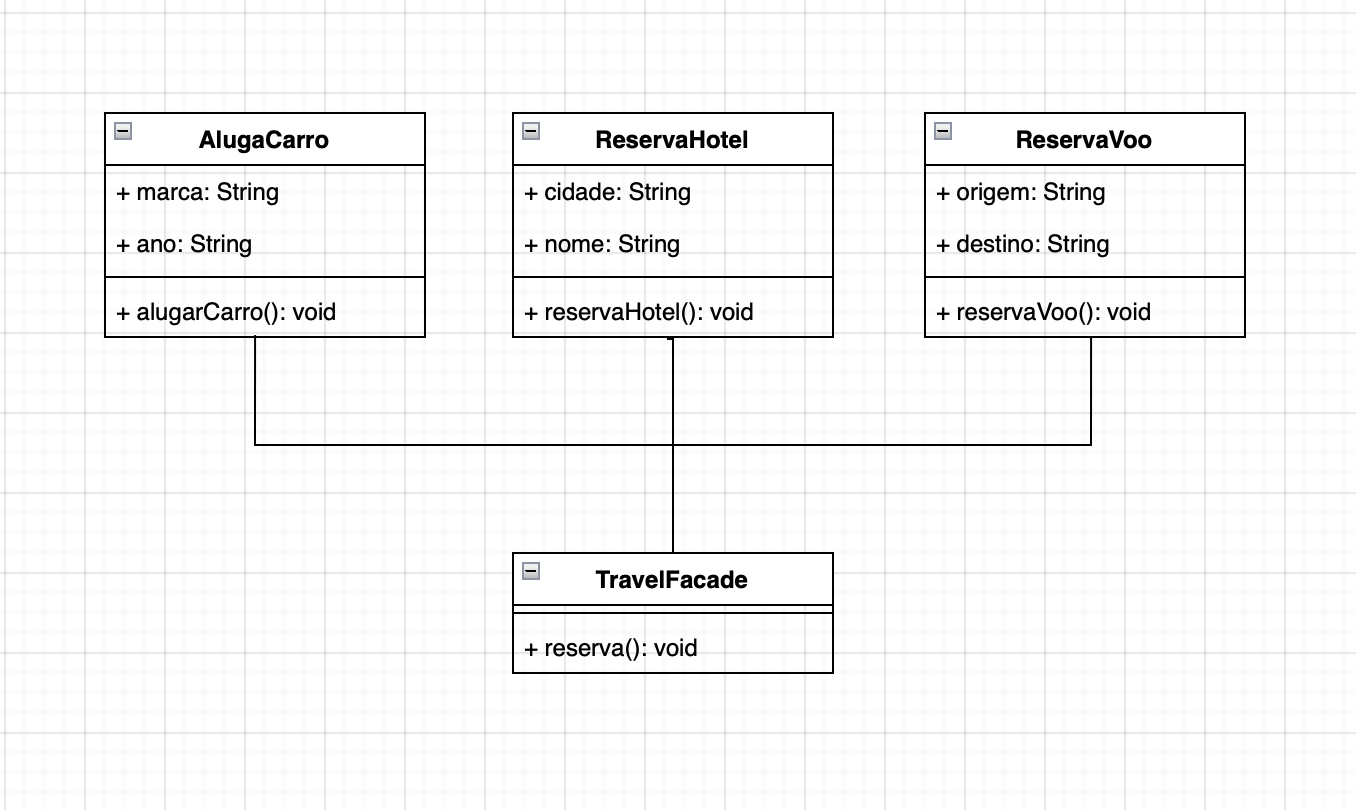 AlugaCarro
+ marca: String
+ ano: String
+ alugarCarro(): void
ReservaHotel
+ cidade: String
+ nome: String
+ reservaHotel(): void
ReservaVoo
+ origem: String
+ destino: String
+ reservaVoo(): void
TravelFacade
+ reserva(): void